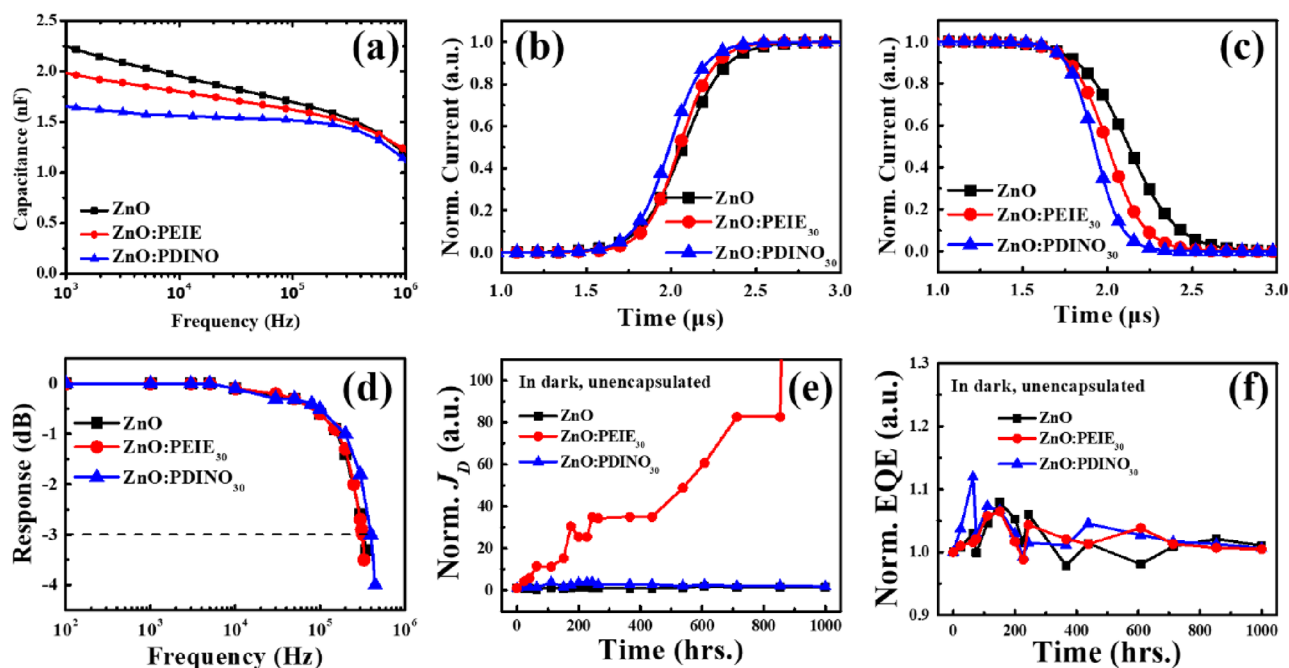 (a)
Capacitance (nF)
2.5
2.0
1.5
1.0
0.5
0.0
ZnO
ZnO:PEIE
ZnO:PDINO
10³ 10⁴ 10⁵ 10⁶
Frequency (Hz)
(b)
Norm. Current (a.u.)
1.0
0.8
0.6
0.4
0.2
0.0
ZnO
ZnO:PEIE₃₀
ZnO:PDINO₃₀
1.0 1.5 2.0 2.5 3.0
Time (µs)
(c)
Norm. Current (a.u.)
1.0
0.8
0.6
0.4
0.2
0.0
ZnO
ZnO:PEIE₃₀
ZnO:PDINO₃₀
1.0 1.5 2.0 2.5 3.0
Time (µs)
(d)
Response (dB)
0
-1
-2
-3
-4
ZnO
ZnO:PEIE₃₀
ZnO:PDINO₃₀
10² 10³ 10⁴ 10⁵ 10⁶
Frequency (Hz)
(e)
In dark, unencapsulated
Norm. J_D (a.u.)
100
80
60
40
20
0
ZnO
ZnO:PEIE₃₀
ZnO:PDINO₃₀
0 200 400 600 800 1000
Time (hrs.)
(f)
In dark, unencapsulated
Norm. EQE (a.u.)
1.3
1.2
1.1
1.0
0.9
ZnO
ZnO:PEIE₃₀
ZnO:PDINO₃₀
0 200 400 600 800 1000
Time (hrs.)